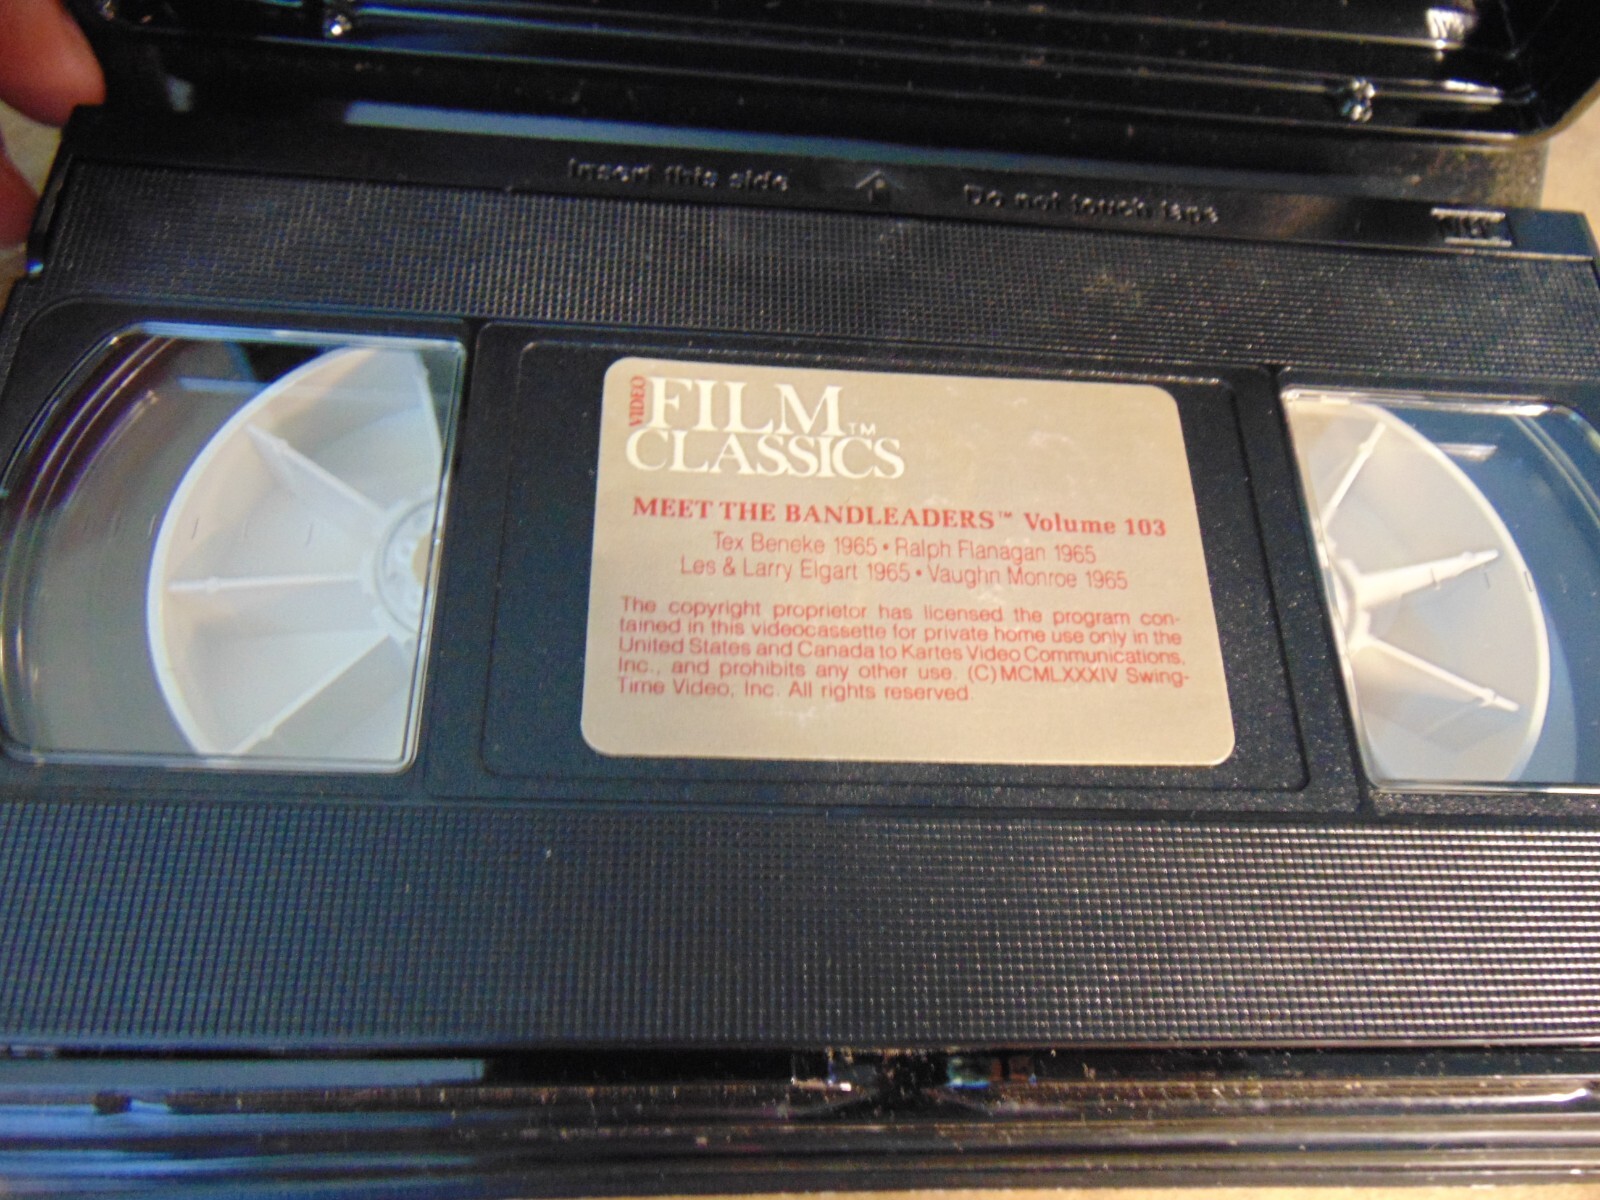 Insert this side
Do not touch tape
VHS
VIDEO
FILM™
CLASSICS
MEET THE BANDLEADERS™ Volume 103
Tex Beneke 1965 • Ralph Flanagan 1965
Les & Larry Elgart 1965 • Vaughn Monroe 1965
The copyright proprietor has licensed the program con-
tained in this videocassette for private home use only in the
United States and Canada to Kartes Video Communications,
Inc., and prohibits any other use. (C) MCMLXXXIV Swing-
Time Video, Inc. All rights reserved.